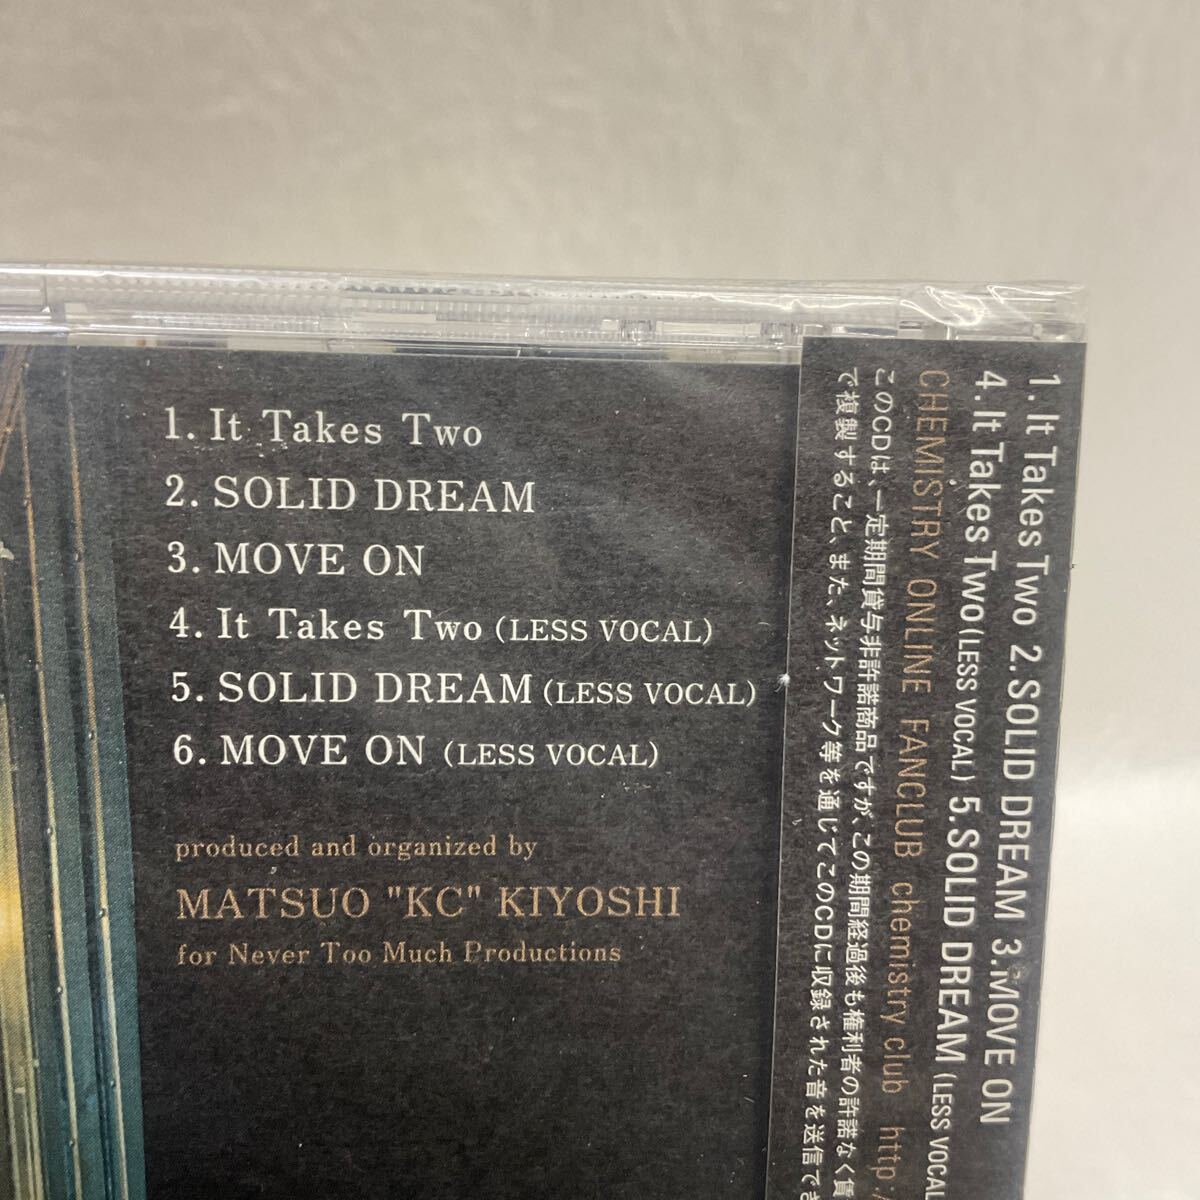 1. It Takes Two
2. SOLID DREAM
3. MOVE ON
4. It Takes Two (LESS VOCAL)
5. SOLID DREAM (LESS VOCAL)
6. MOVE ON (LESS VOCAL)
produced and organized by
MATSUO "KC" KIYOSHI
for Never Too Much Productions
1. It Takes Two 2.SOLID DREAM 3.MOVE ON
4. It Takes Two (LESS VOCAL) 5.SOLID DREAM (LESS VOCAL
CHEMISTRY ONLINE FANCLUB chemistry club http:/
このCDは、一定期間貸与非許諾商品ですが、この期間経過後も権利者の許諾なく賃
で複製すること、また、ネットワーク等を通じてこのCDに収録された音を送信でき